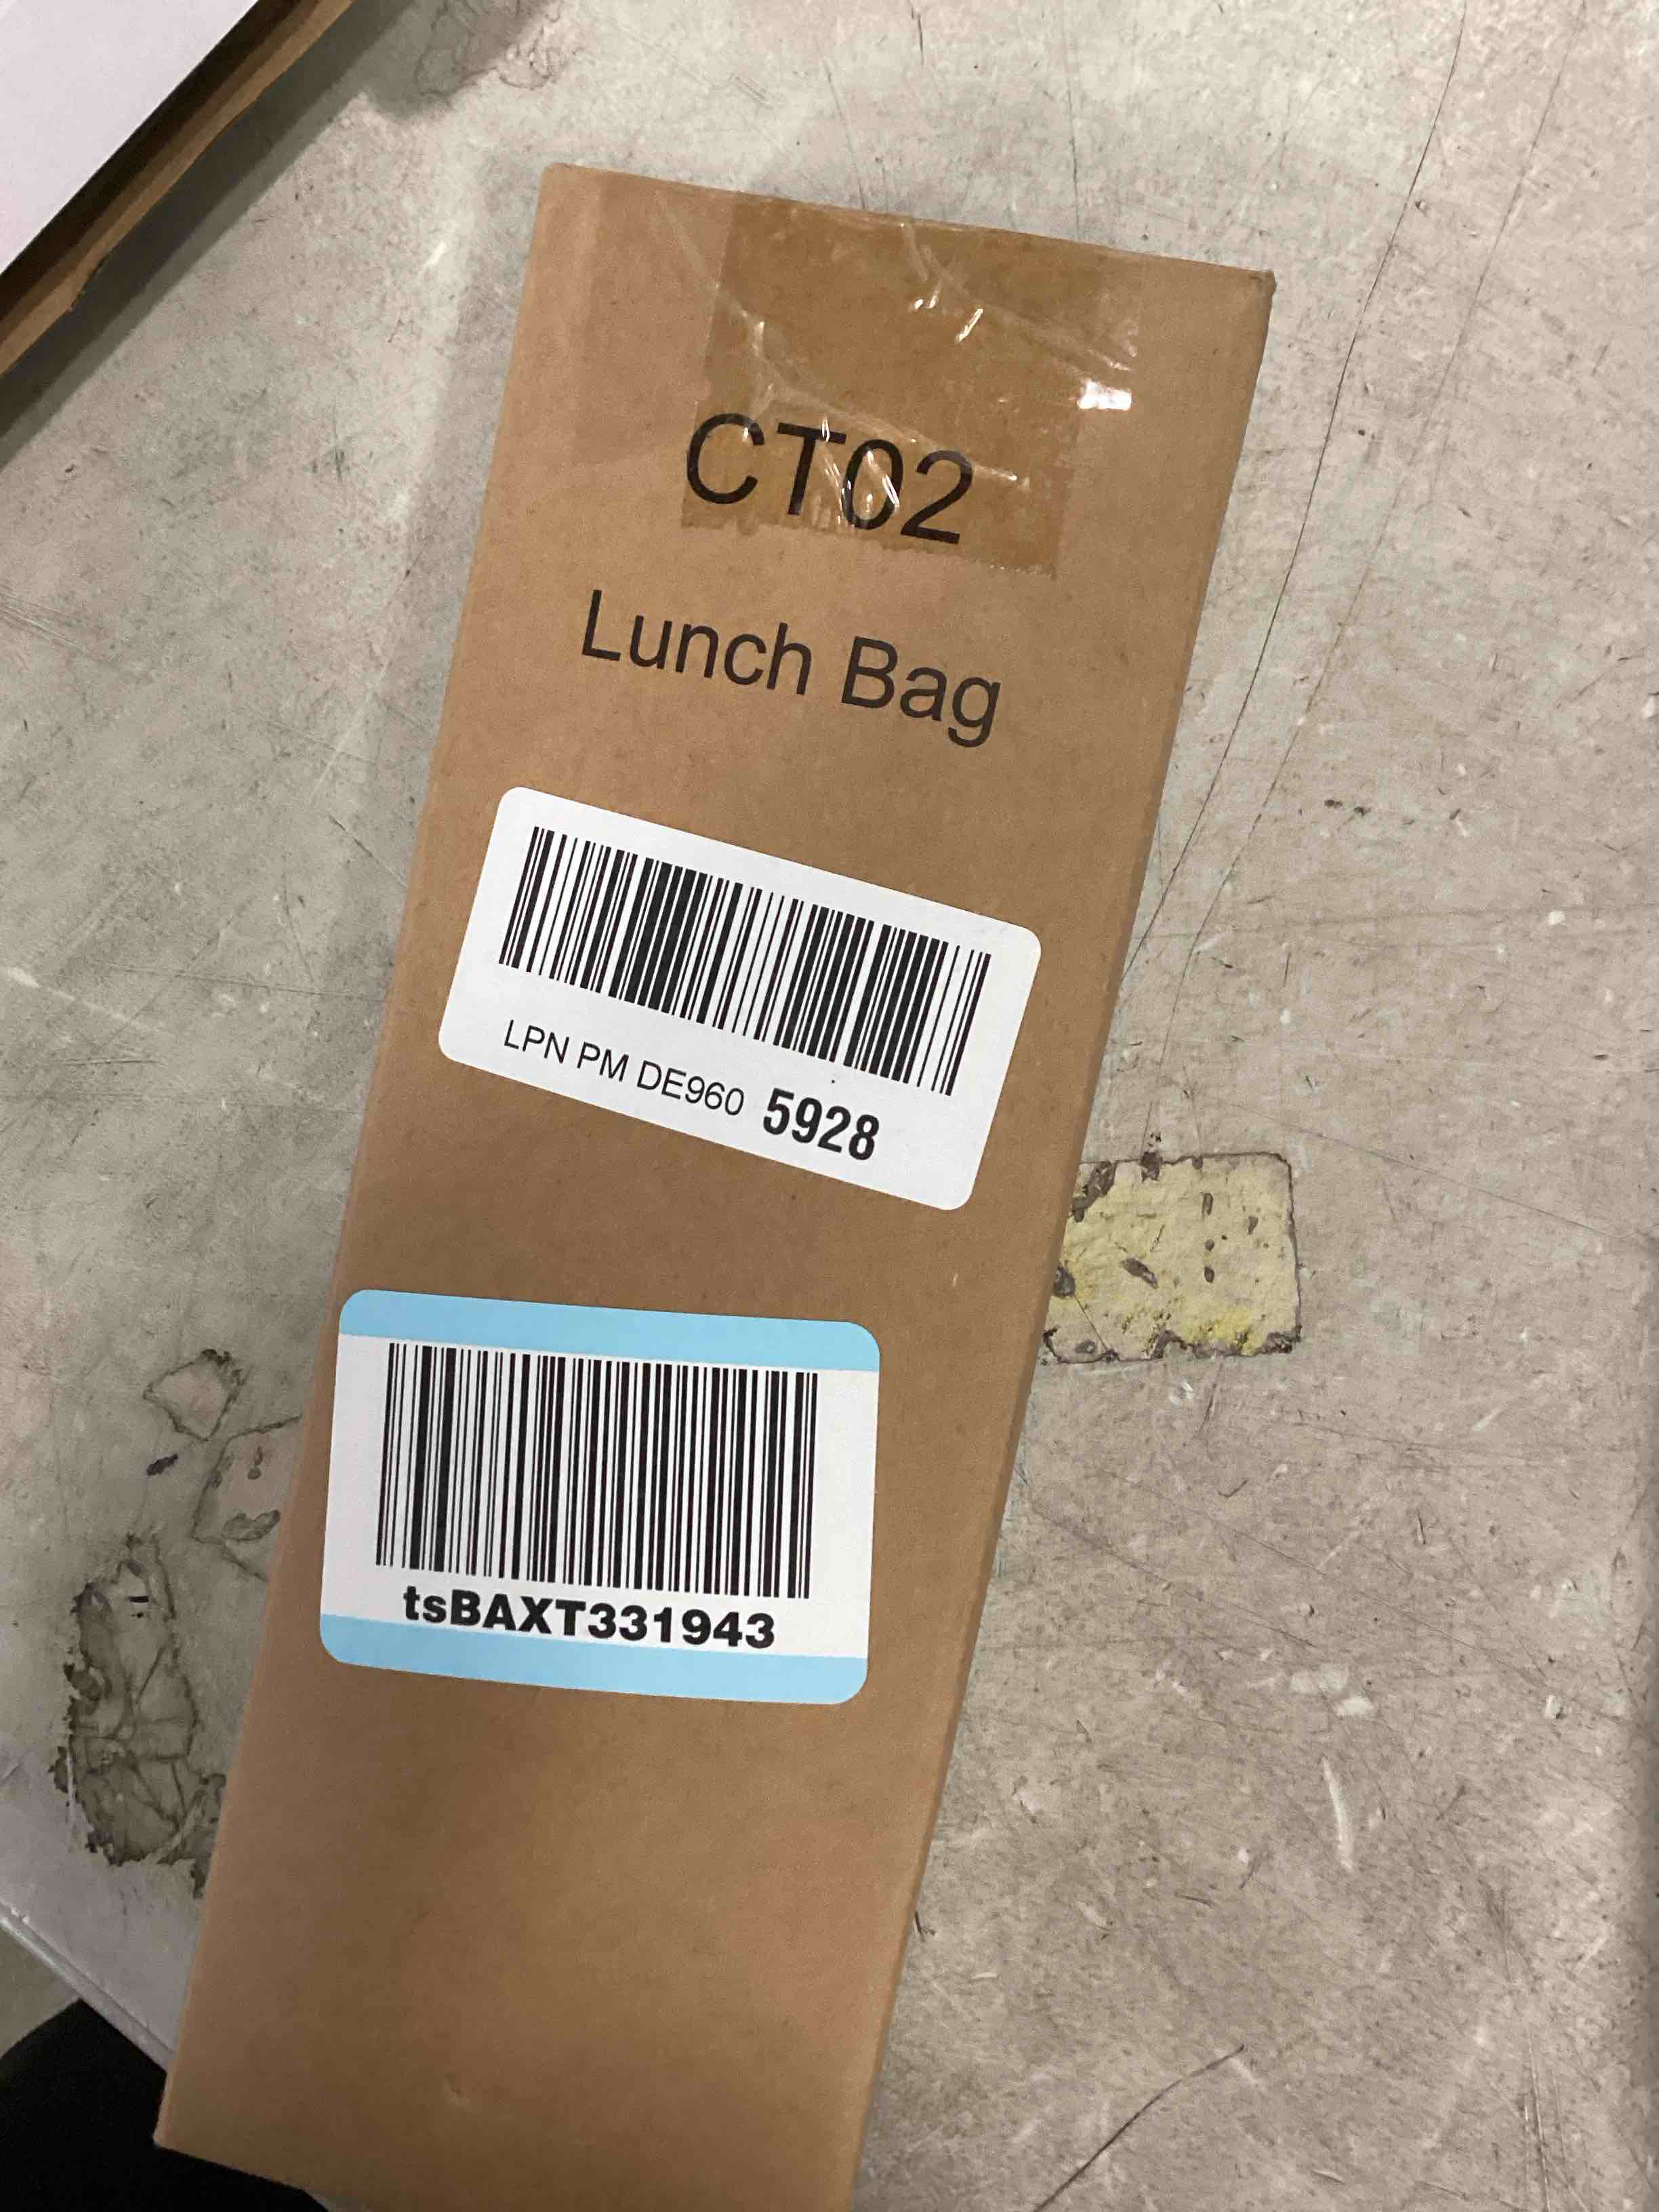 CT02
Lunch Bag
LPN PM DE960 5928
tsBAXT331943